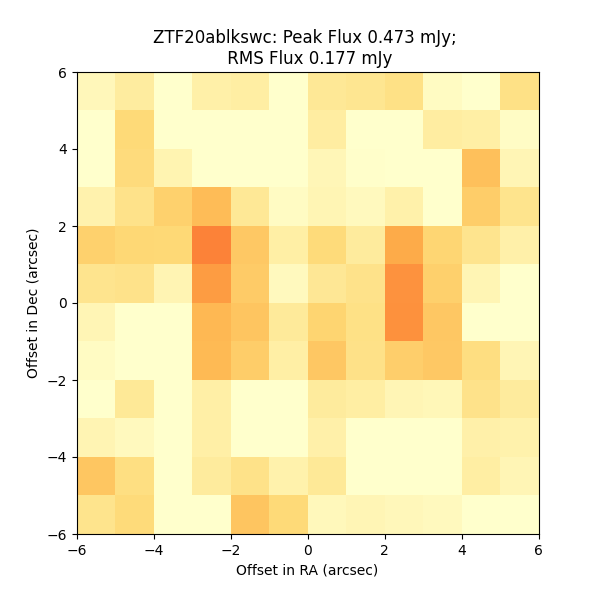 ZTF20ablkswc: Peak Flux 0.473 mJy;
RMS Flux 0.177 mJy
6
4
2
0
−2
−4
−6
Offset in Dec (arcsec)
−6 −4 −2 0 2 4 6
Offset in RA (arcsec)